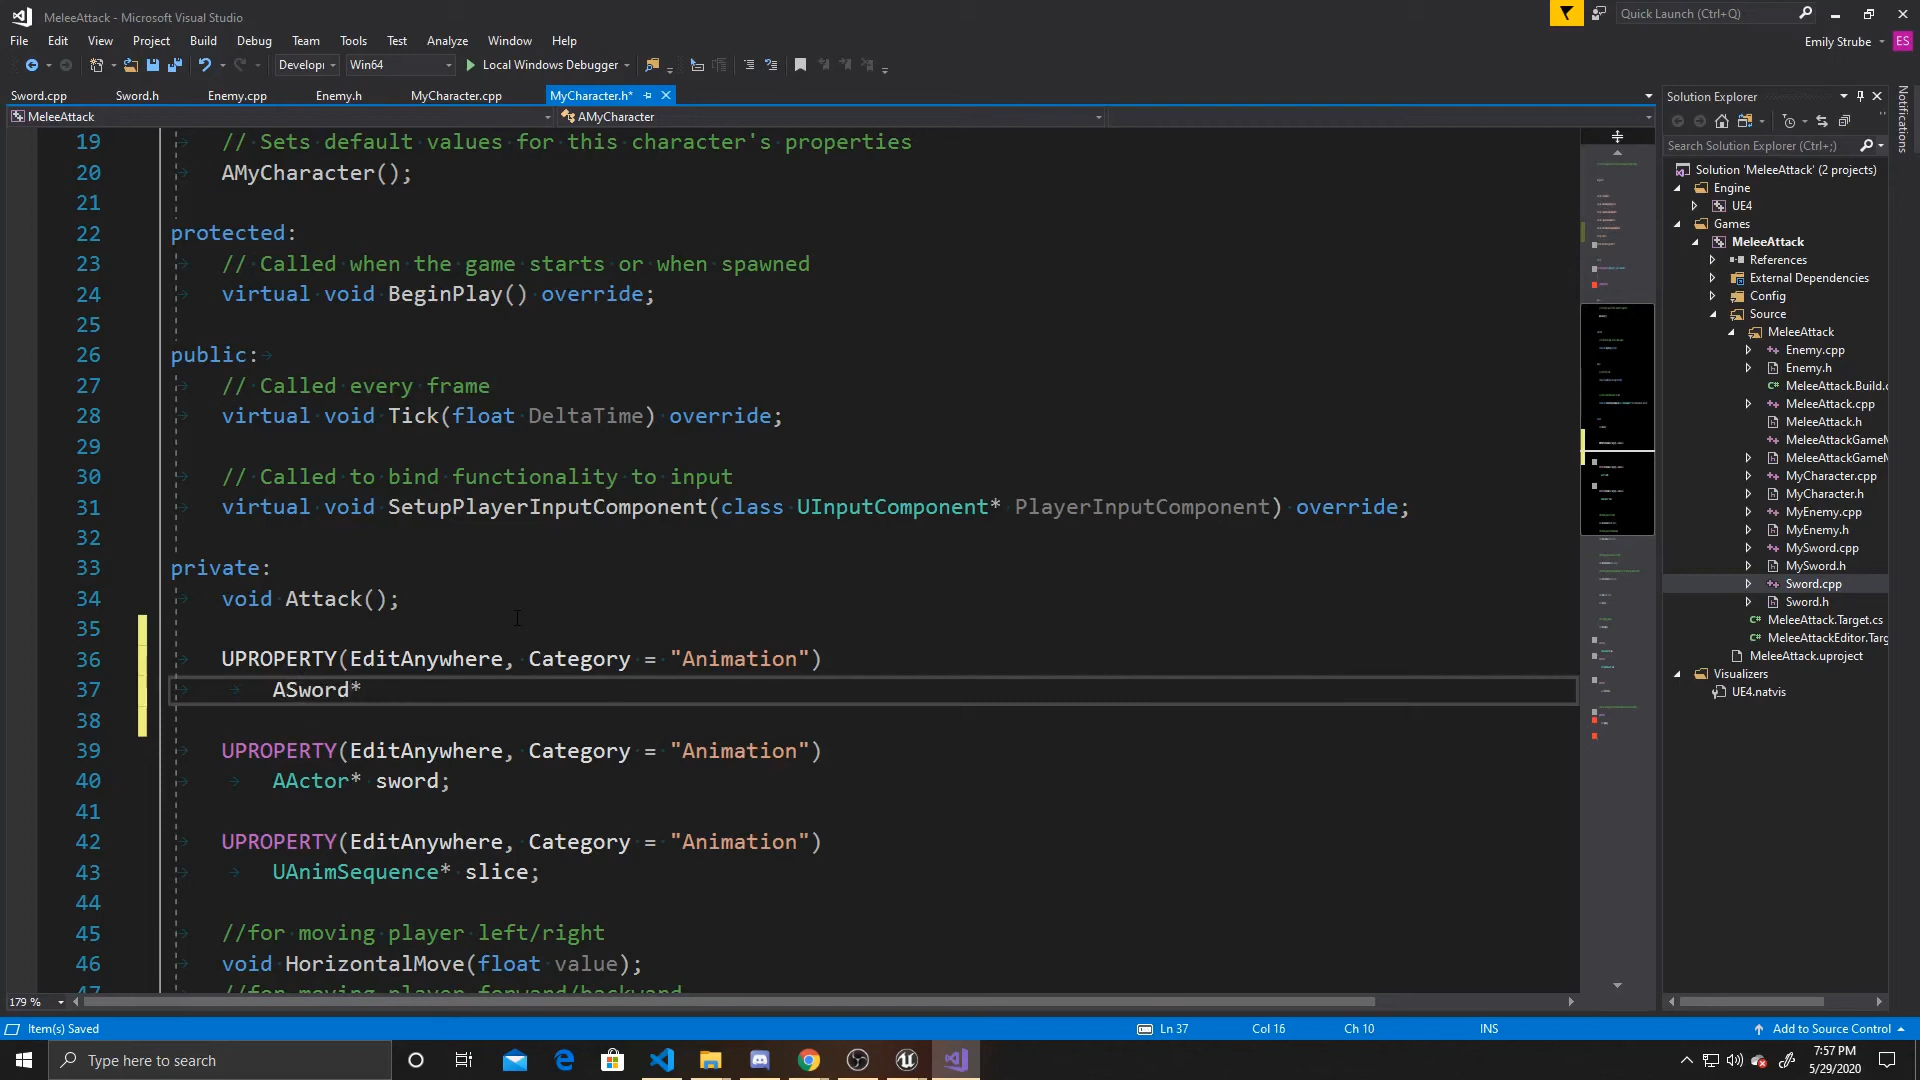 MeleeAttack - Microsoft Visual Studio
Quick Launch (Ctrl+Q)
File Edit View Project Build Debug Team Tools Test Analyze Window Help
Emily Strube ES
Develop Win64 Local Windows Debugger
Sword.cpp Sword.h Enemy.cpp Enemy.h MyCharacter.cpp MyCharacter.h*
MeleeAttack AMyCharacter
19 // Sets default values for this character's properties
20 AMyCharacter();
21
22 protected:
23 // Called when the game starts or when spawned
24 virtual void BeginPlay() override;
25
26 public:
27 // Called every frame
28 virtual void Tick(float DeltaTime) override;
29
30 // Called to bind functionality to input
31 virtual void SetupPlayerInputComponent(class UInputComponent* PlayerInputComponent) override;
32
33 private:
34 void Attack();
35
36 UPROPERTY(EditAnywhere, Category = "Animation")
37 ASword*
38
39 UPROPERTY(EditAnywhere, Category = "Animation")
40 AActor* sword;
41
42 UPROPERTY(EditAnywhere, Category = "Animation")
43 UAnimSequence* slice;
44
45 //for moving player left/right
46 void HorizontalMove(float value);
47 //for moving player forward/backward
179 %
Solution Explorer
Search Solution Explorer (Ctrl+;)
Solution 'MeleeAttack' (2 projects)
Engine
UE4
Games
MeleeAttack
References
External Dependencies
Config
Source
MeleeAttack
Enemy.cpp
Enemy.h
MeleeAttack.Build.c
MeleeAttack.cpp
MeleeAttack.h
MeleeAttackGameM
MeleeAttackGameM
MyCharacter.cpp
MyCharacter.h
MyEnemy.cpp
MyEnemy.h
MySword.cpp
MySword.h
Sword.cpp
Sword.h
MeleeAttack.Target.cs
MeleeAttackEditor.Targ
MeleeAttack.uproject
Visualizers
UE4.natvis
Notifications
Item(s) Saved Ln 37 Col 16 Ch 10 INS Add to Source Control
Type here to search
7:57 PM
5/29/2020